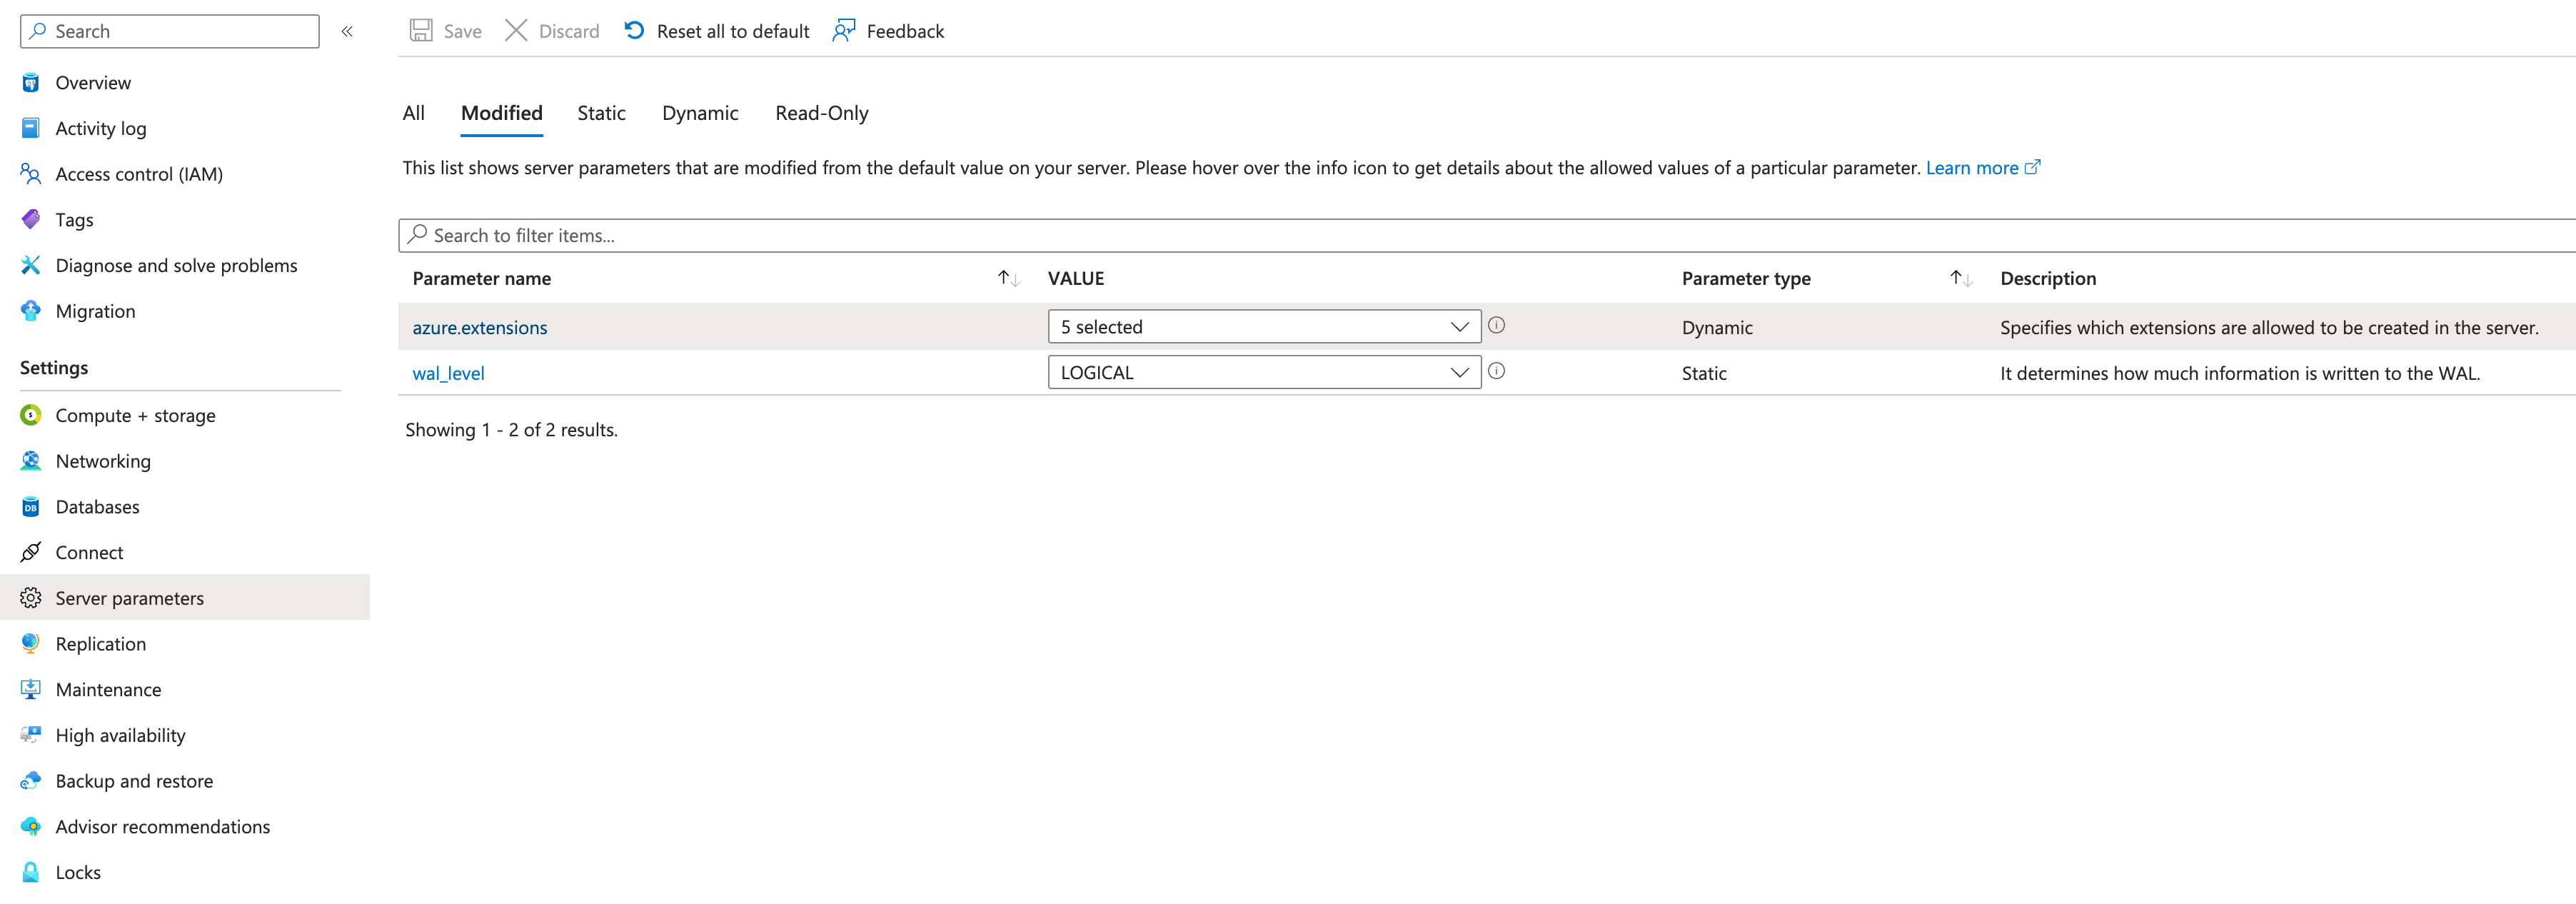 Search
«
Save
Discard
Reset all to default
Feedback
Overview
Activity log
Access control (IAM)
Tags
Diagnose and solve problems
Migration
Settings
Compute + storage
Networking
Databases
Connect
Server parameters
Replication
Maintenance
High availability
Backup and restore
Advisor recommendations
Locks
All
Modified
Static
Dynamic
Read-Only
This list shows server parameters that are modified from the default value on your server. Please hover over the info icon to get details about the allowed values of a particular parameter. Learn more
Search to filter items...
Parameter name VALUE Parameter type Description
azure.extensions 5 selected Dynamic Specifies which extensions are allowed to be created in the server.
wal_level LOGICAL Static It determines how much information is written to the WAL.
Showing 1 - 2 of 2 results.